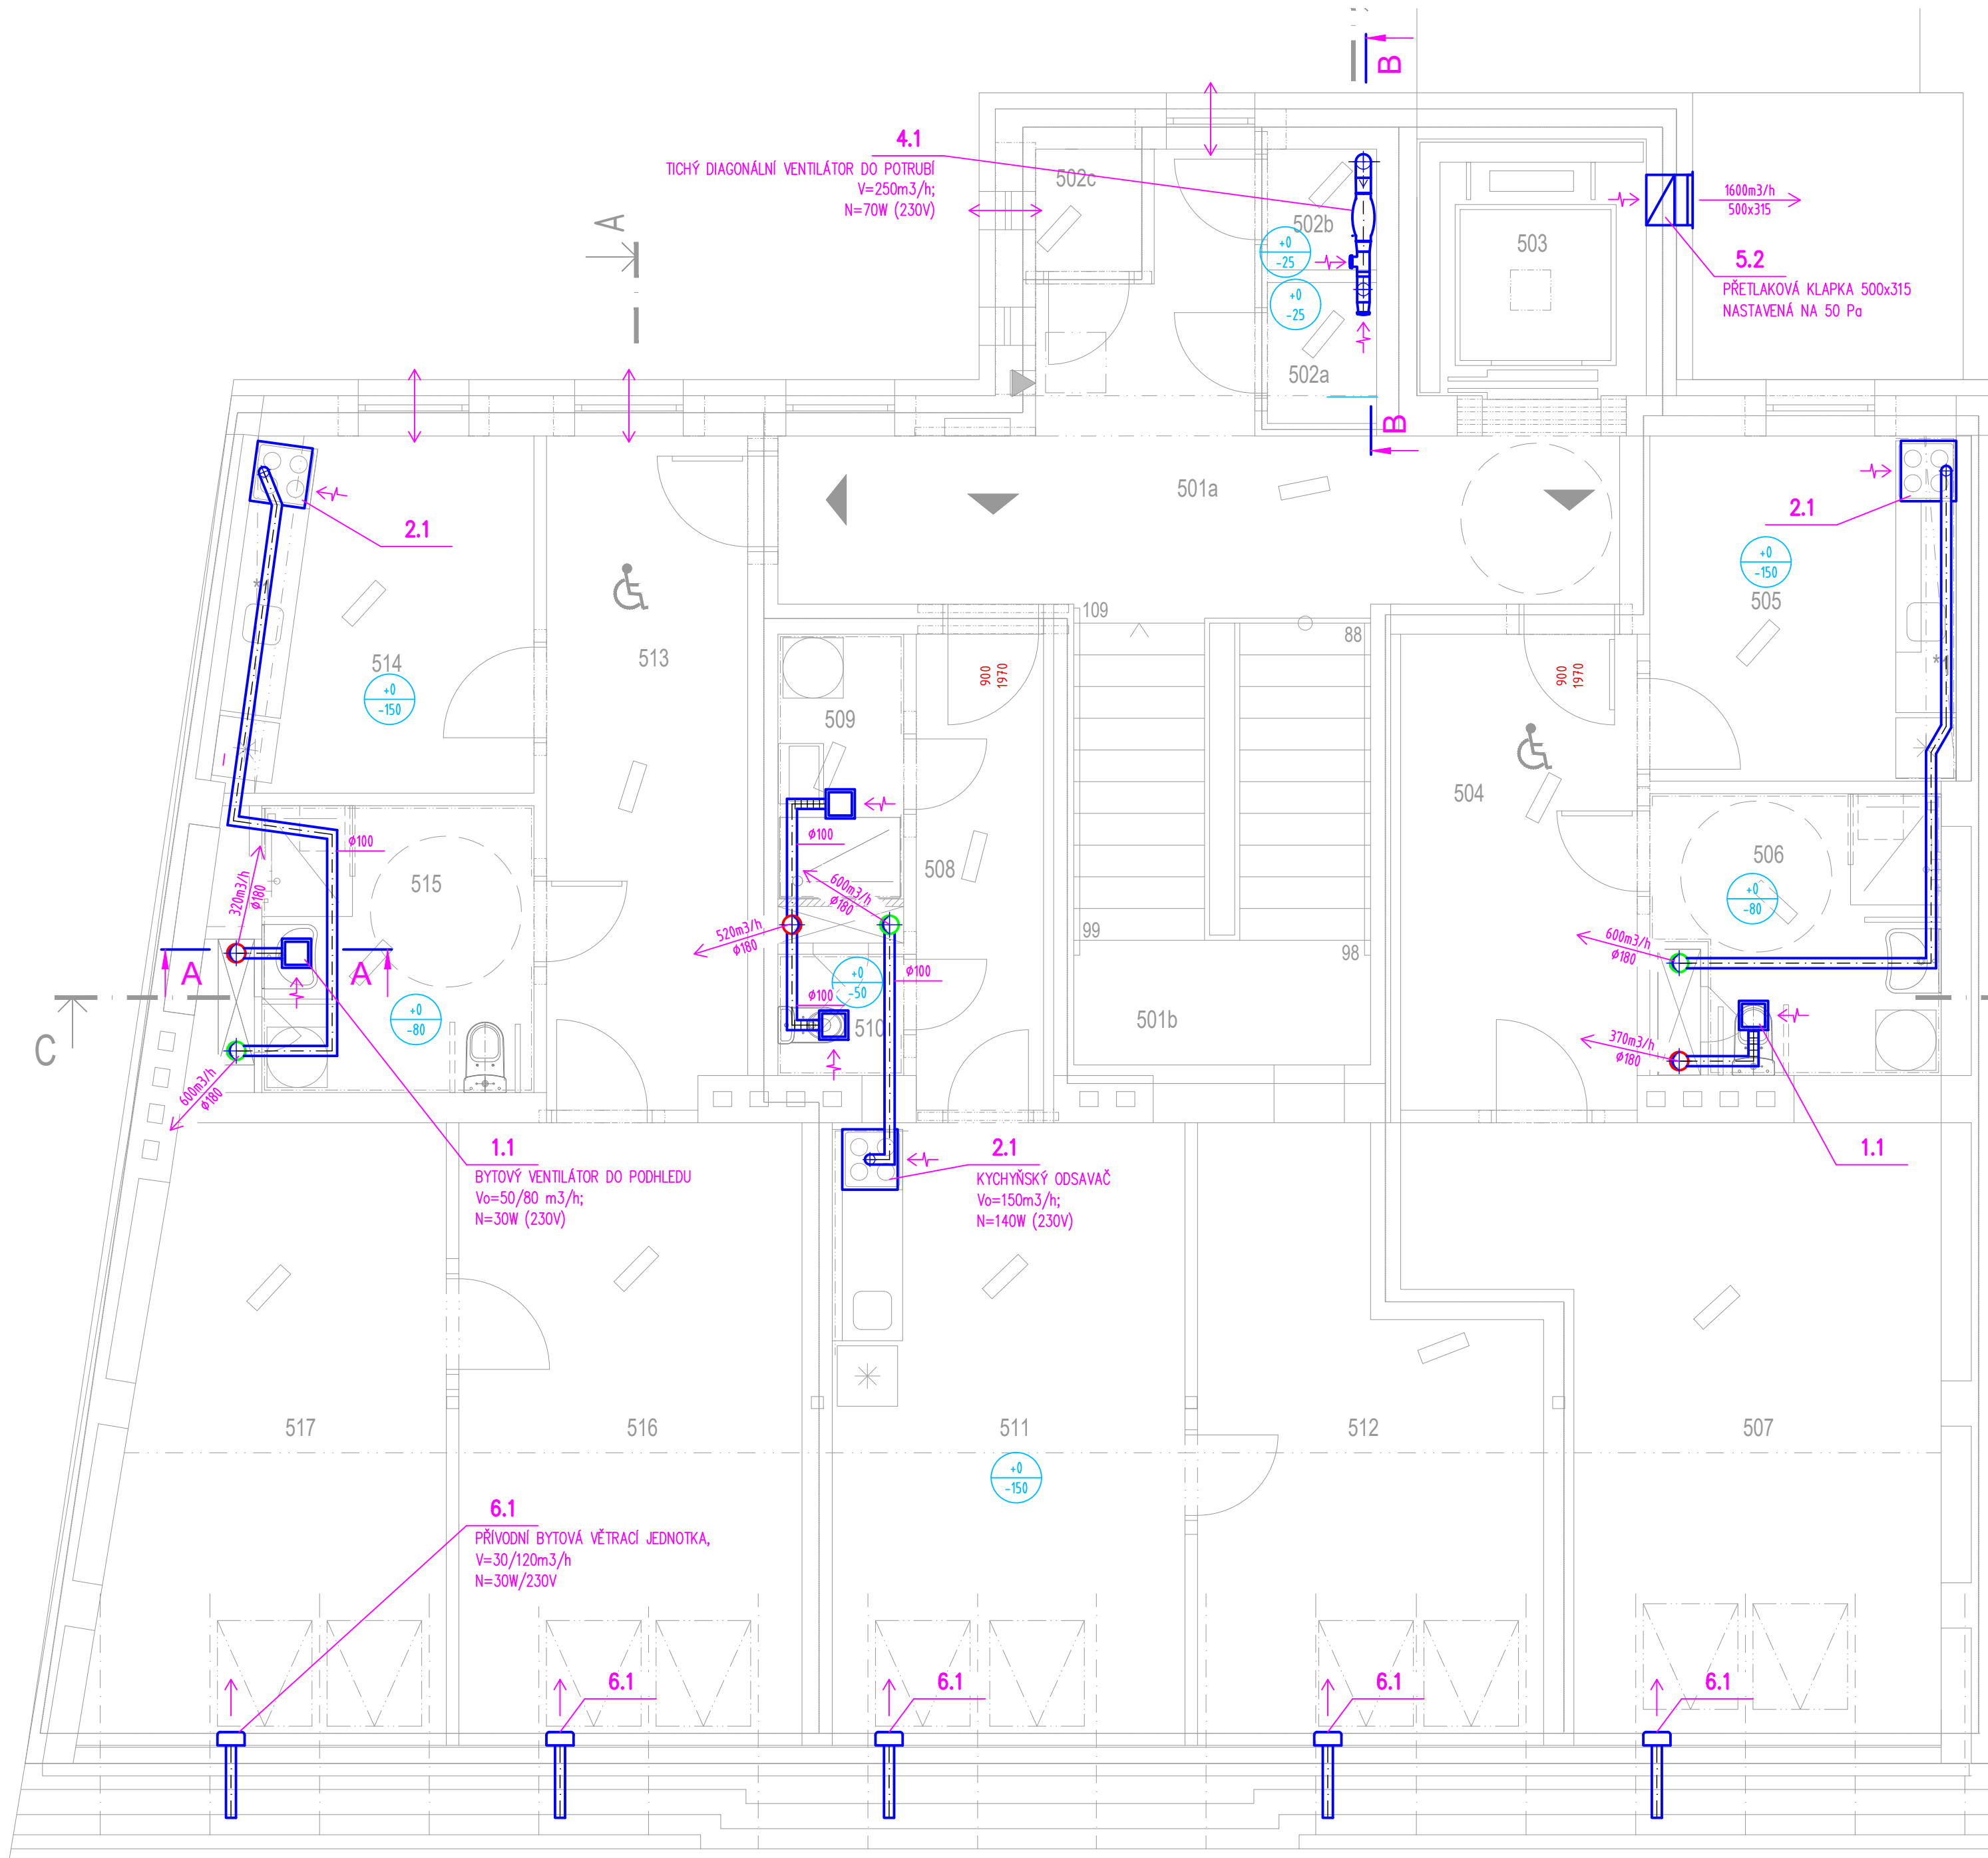 B
4.1
TICHÝ DIAGONÁLNÍ VENTILÁTOR DO POTRUBÍ
V=250m3/h;
N=70W (230V)
502c
502b
+0
-25
+0
-25
502a
503
1600m3/h
500x315
5.2
PŘETLAKOVÁ KLAPKA 500x315
NASTAVENÁ NA 50 Pa
A
B
2.1
501a
2.1
+0
-150
505
514
+0
-150
513
109
88
900
1970
900
1970
509
504
ø100
ø100
508
506
+0
-80
515
320m3/h
ø180
600m3/h
ø180
520m3/h
ø180
99
98
600m3/h
ø180
A
A
+0
-50
ø100
ø100
510
501b
+0
-80
C
370m3/h
ø180
600m3/h
ø180
1.1
BYTOVÝ VENTILÁTOR DO PODHLEDU
Vo=50/80 m3/h;
N=30W (230V)
2.1
KYCHYŇSKÝ ODSAVAČ
Vo=150m3/h;
N=140W (230V)
1.1
517
516
511
512
507
+0
-150
6.1
PŘÍVODNÍ BYTOVÁ VĚTRACÍ JEDNOTKA,
V=30/120m3/h
N=30W/230V
6.1
6.1
6.1
6.1